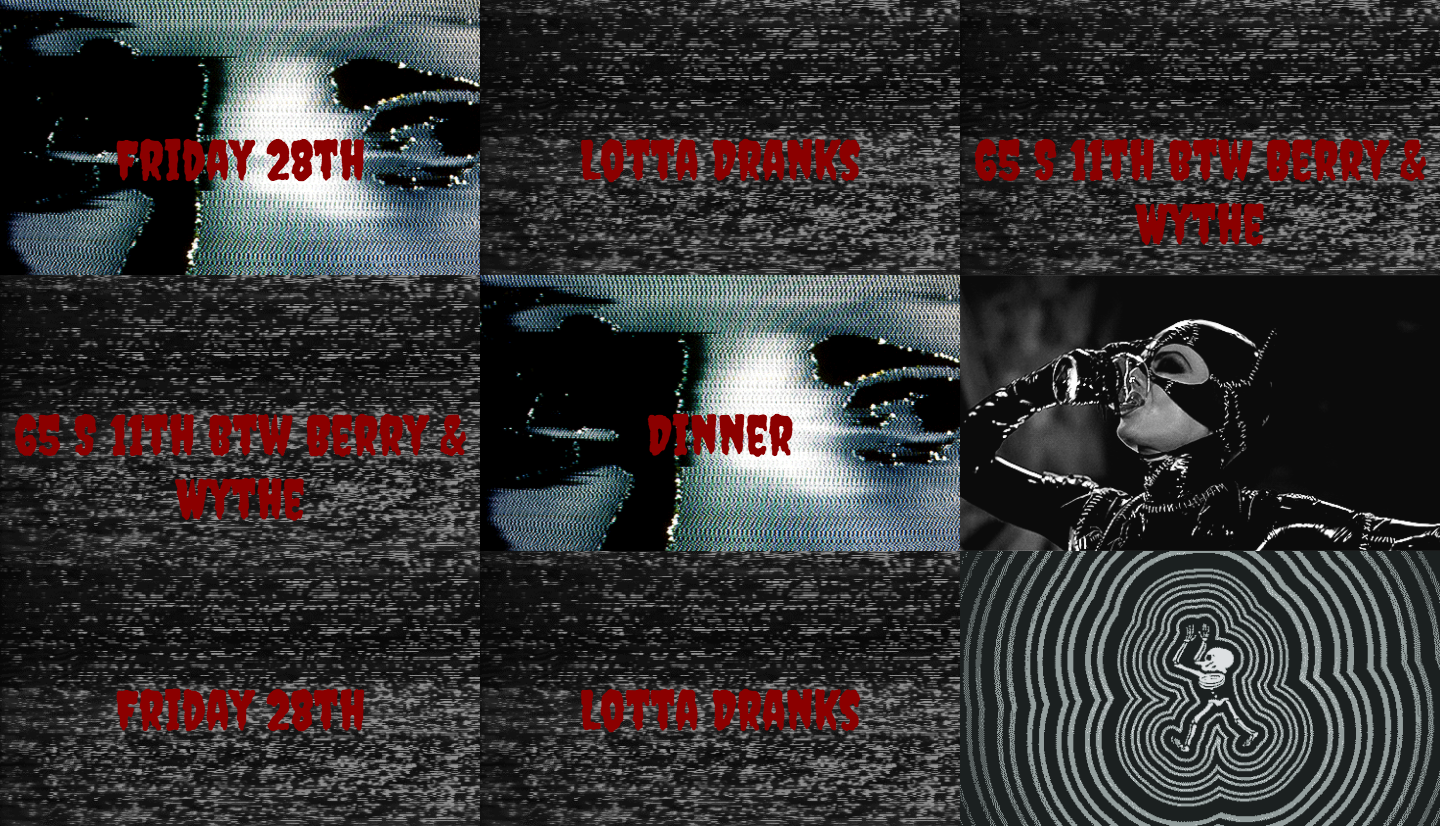 FRIDAY 28TH
LOTTA DRANKS
65 S 11TH BTW BERRY &
WYTHE
65 S 11TH BTW BERRY &
WYTHE
DINNER
FRIDAY 28TH
LOTTA DRANKS